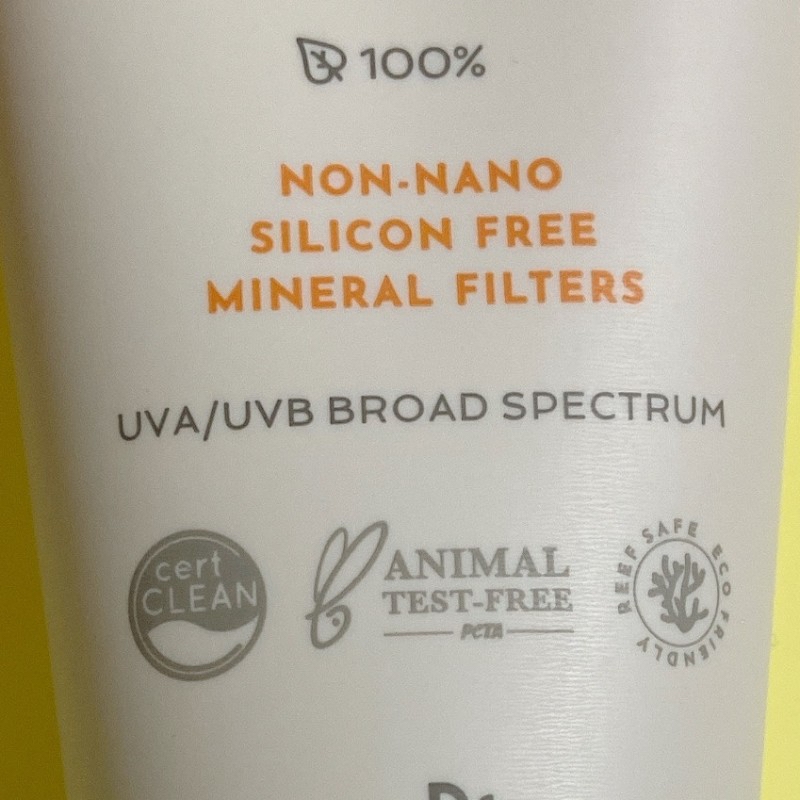 100%
NON-NANO
SILICON FREE
MINERAL FILTERS
UVA/UVB BROAD SPECTRUM
cert
CLEAN
ANIMAL
TEST-FREE
PETA
REEF SAFE ECO FRIENDLY